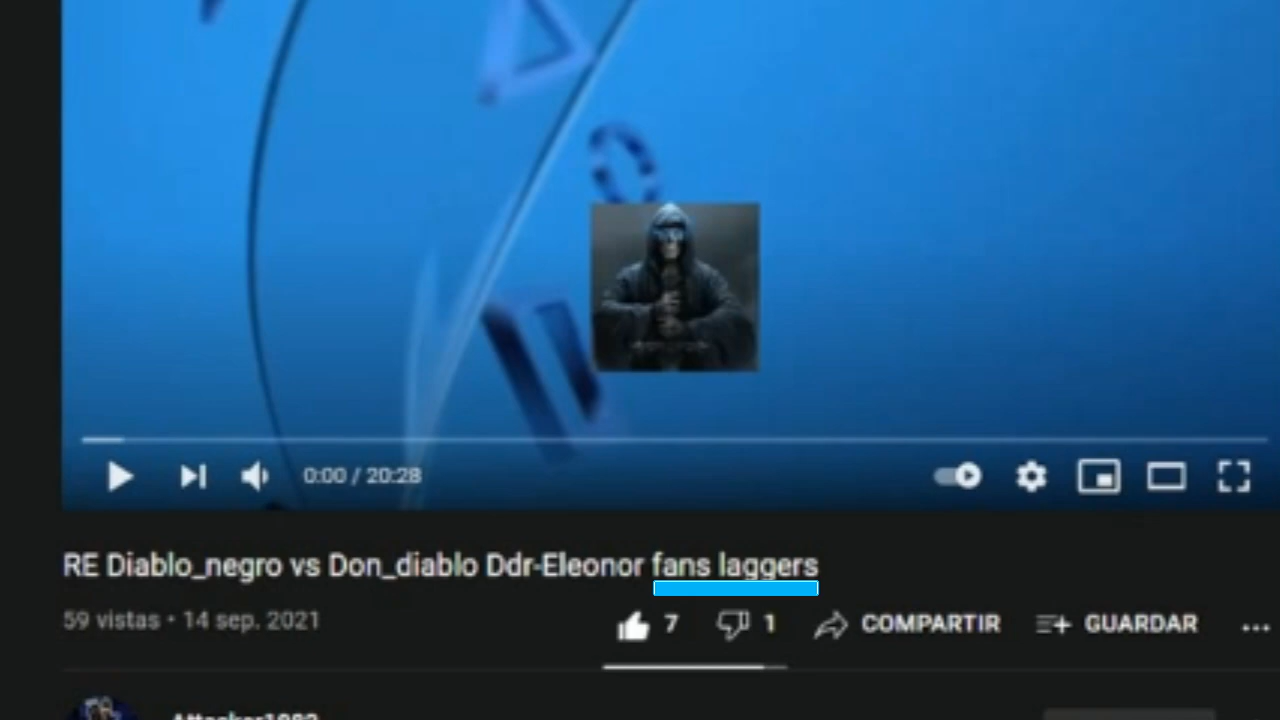 0:00 / 20:28
RE Diablo_negro vs Don_diablo Ddr-Eleonor fans laggers
59 vistas • 14 sep. 2021
7 1 COMPARTIR GUARDAR ...